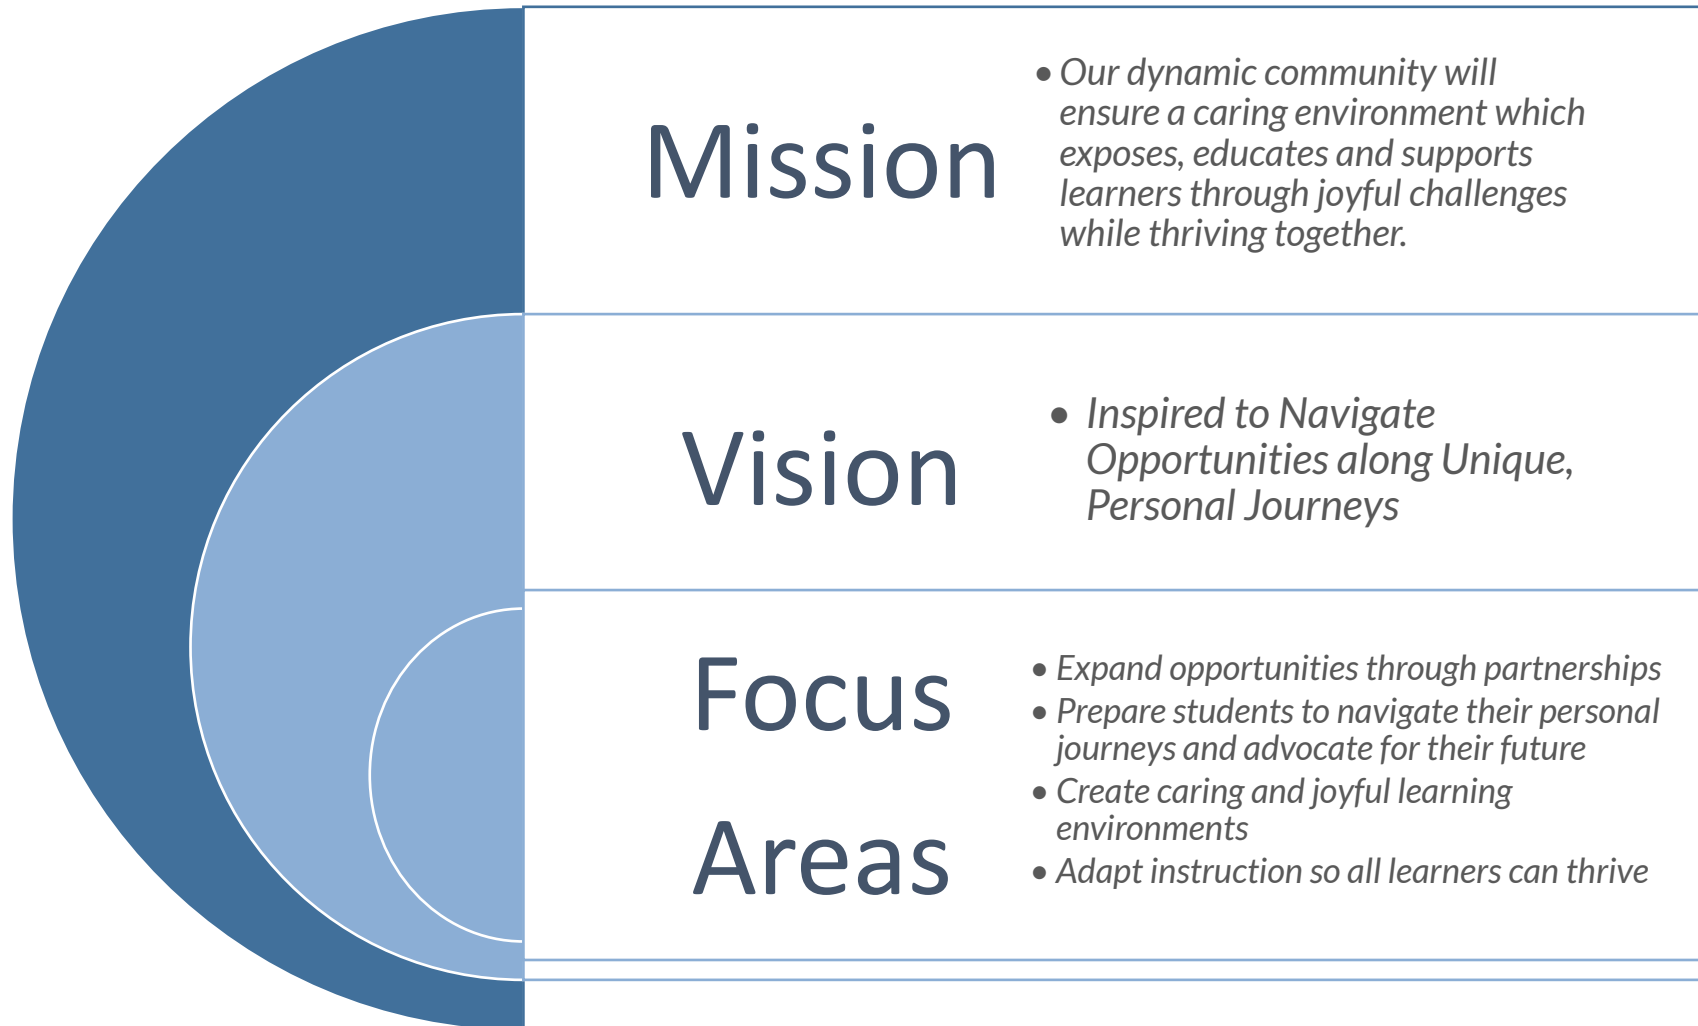 Mission
• Our dynamic community will
ensure a caring environment which
exposes, educates and supports
learners through joyful challenges
while thriving together.
Vision
• Inspired to Navigate
Opportunities along Unique,
Personal Journeys
Focus
Areas
• Expand opportunities through partnerships
• Prepare students to navigate their personal
journeys and advocate for their future
• Create caring and joyful learning
environments
• Adapt instruction so all learners can thrive